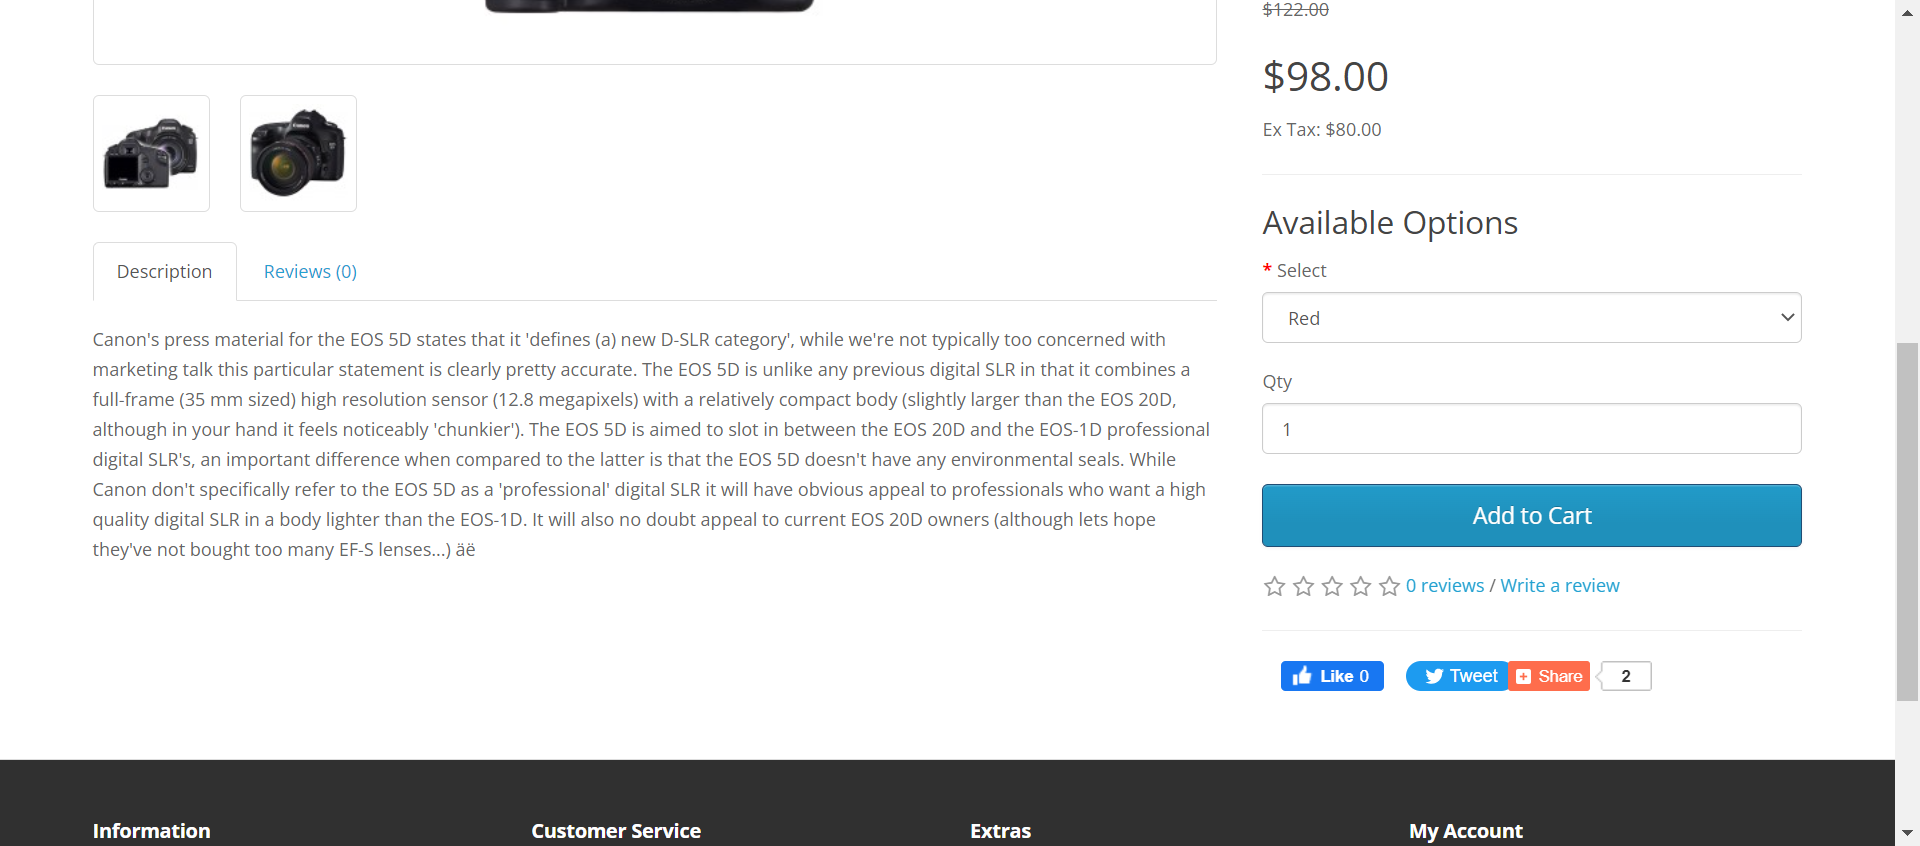 $122.00
$98.00
Ex Tax: $80.00
Description
Reviews (0)
Canon's press material for the EOS 5D states that it 'defines (a) new D-SLR category', while we're not typically too concerned with
marketing talk this particular statement is clearly pretty accurate. The EOS 5D is unlike any previous digital SLR in that it combines a
full-frame (35 mm sized) high resolution sensor (12.8 megapixels) with a relatively compact body (slightly larger than the EOS 20D,
although in your hand it feels noticeably 'chunkier'). The EOS 5D is aimed to slot in between the EOS 20D and the EOS-1D professional
digital SLR's, an important difference when compared to the latter is that the EOS 5D doesn't have any environmental seals. While
Canon don't specifically refer to the EOS 5D as a 'professional' digital SLR it will have obvious appeal to professionals who want a high
quality digital SLR in a body lighter than the EOS-1D. It will also no doubt appeal to current EOS 20D owners (although lets hope
they've not bought too many EF-S lenses...) äë
Available Options
* Select
Red
Qty
1
Add to Cart
0 reviews / Write a review
Like 0
Tweet
Share
2
Information
Customer Service
Extras
My Account